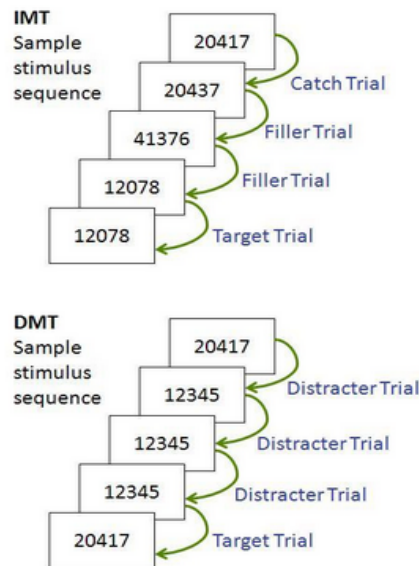 IMT
Sample
stimulus
sequence
20417
20437
Catch Trial
41376
Filler Trial
12078
Filler Trial
12078
Target Trial
DMT
Sample
stimulus
sequence
20417
12345
Distracter Trial
12345
Distracter Trial
12345
Distracter Trial
20417
Target Trial